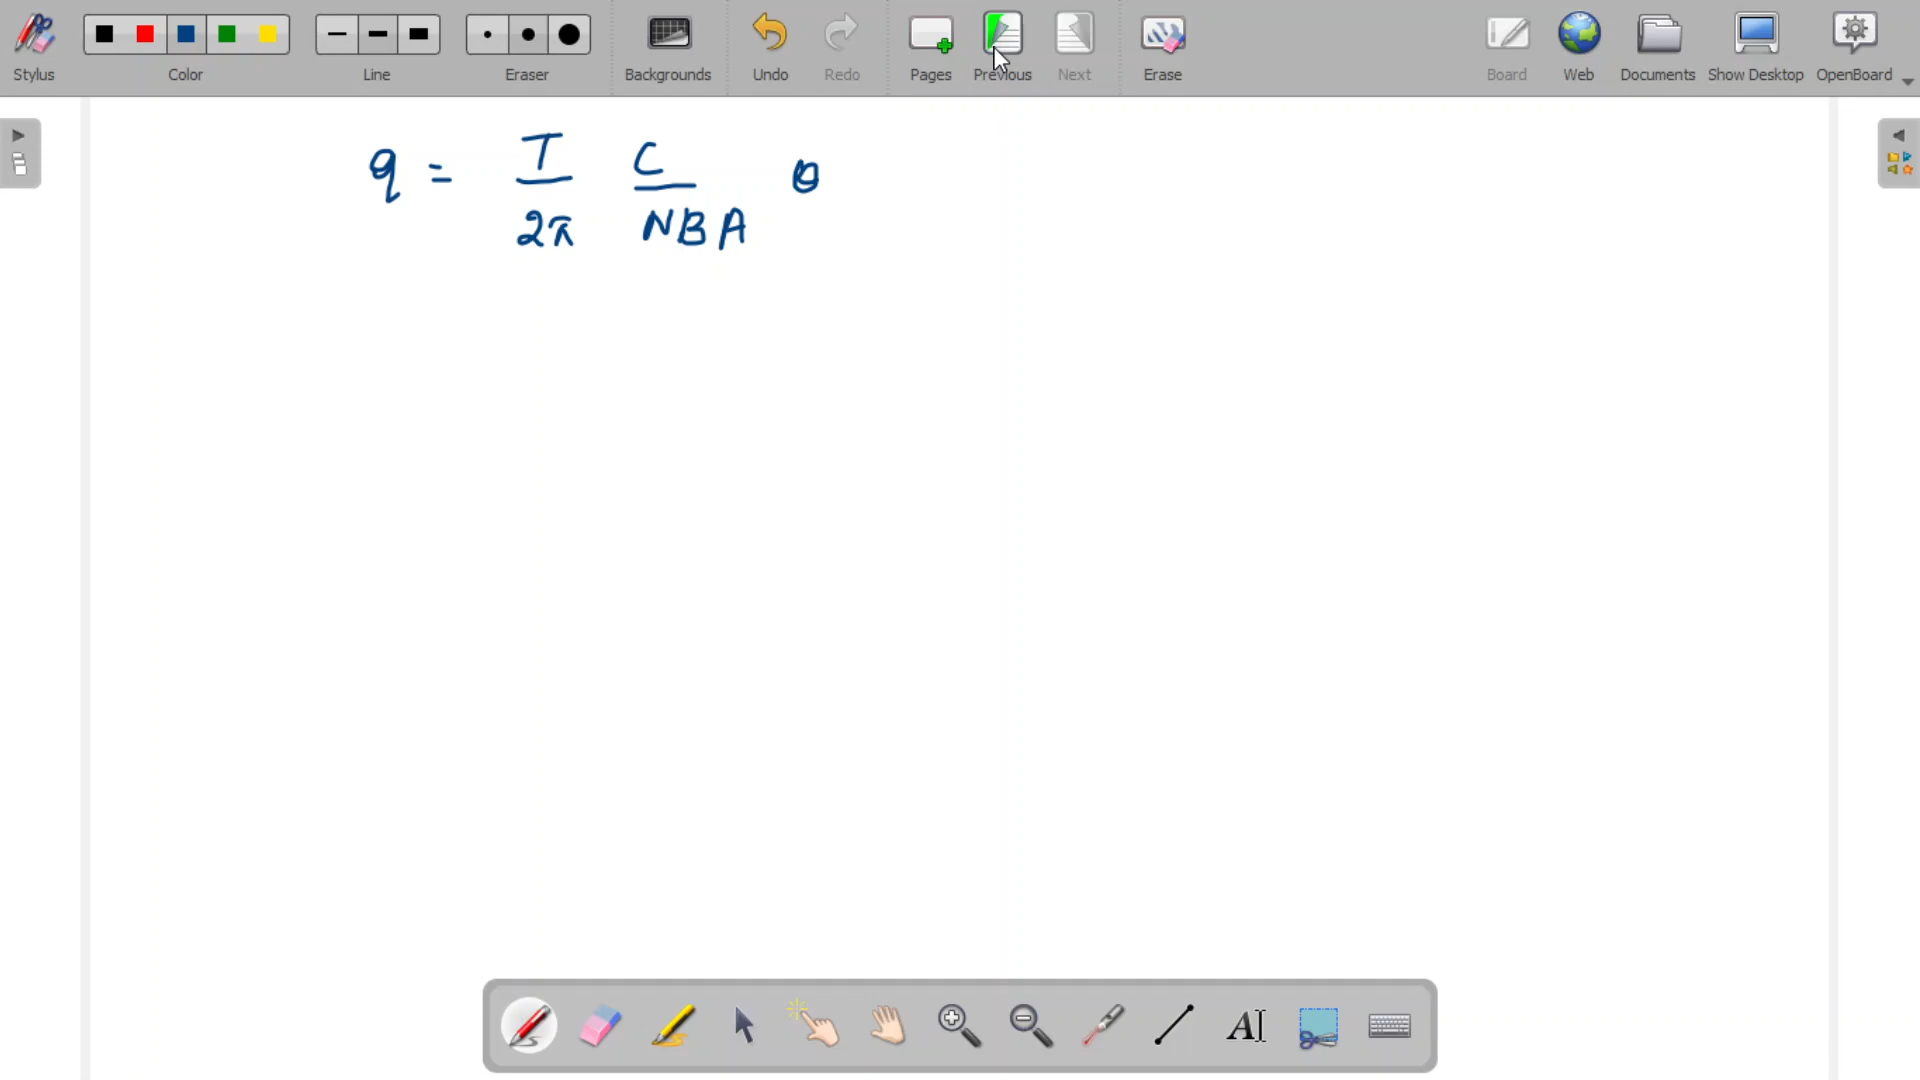 Stylus Color Line Eraser Backgrounds Undo Redo Pages Previous Next Erase Board Web Documents Show Desktop OpenBoard
q = T/2π C/NBA θ
AI